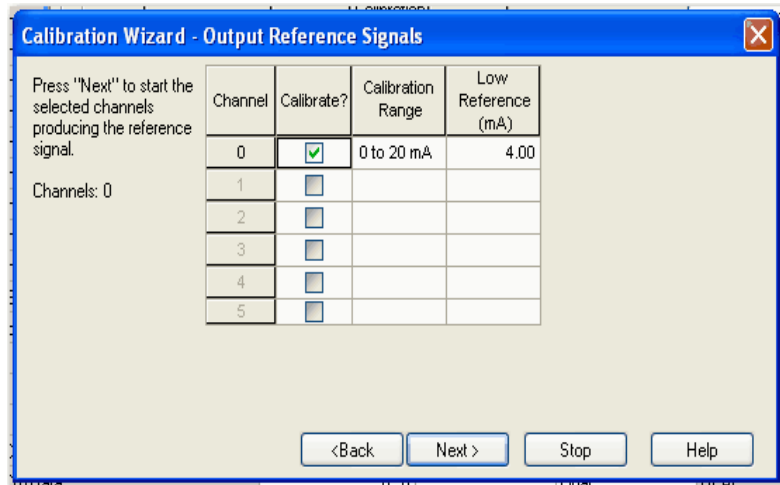 Calibration Wizard - Output Reference Signals
Press "Next" to start the
selected channels
producing the reference
signal.
Channels: 0
Channel Calibrate? Calibration Range Low Reference (mA)
0 0 to 20 mA 4.00
1
2
3
4
5
<Back Next > Stop Help